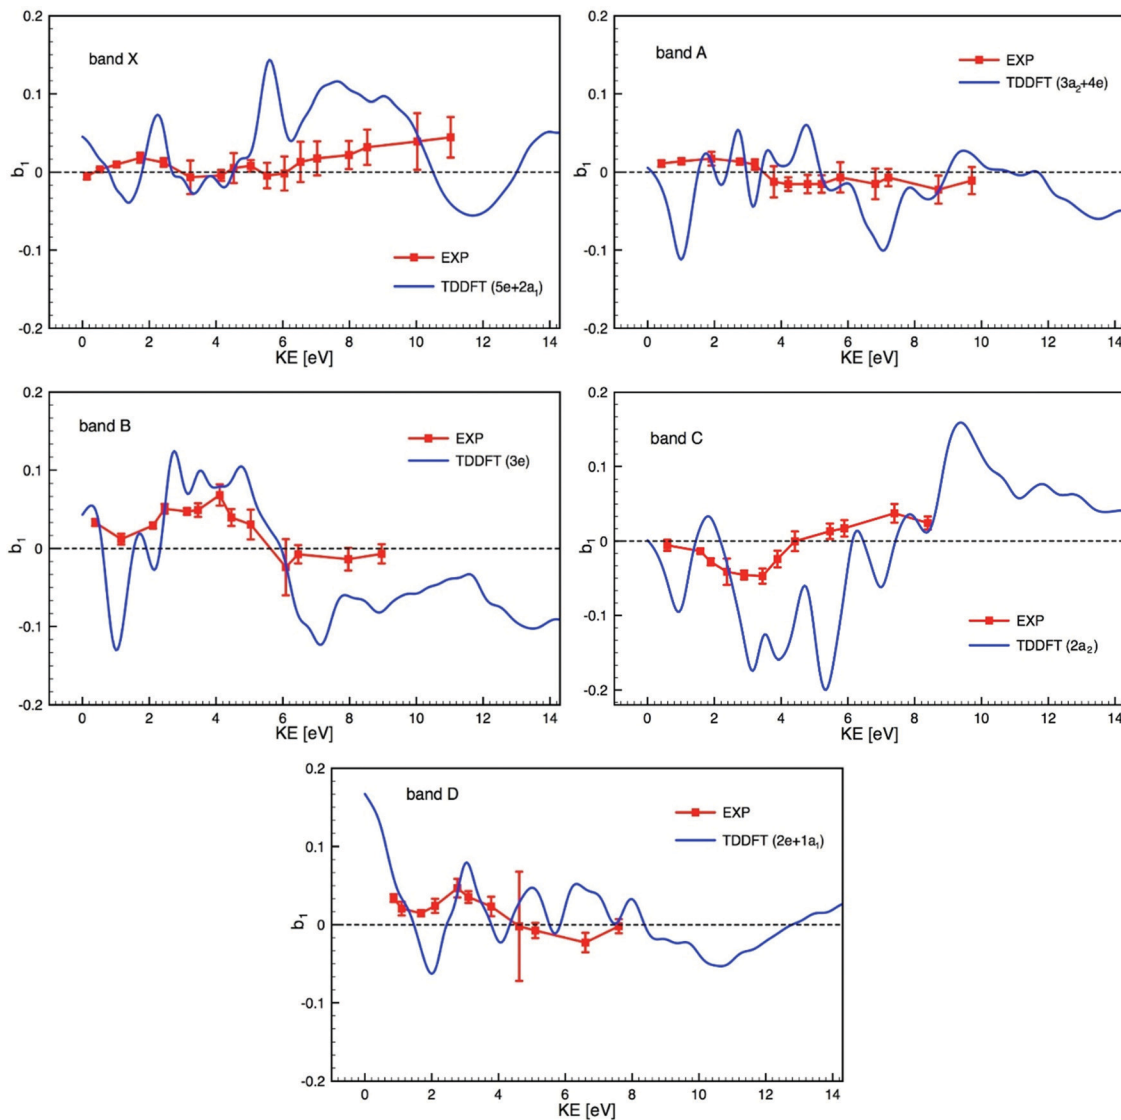 0.2
0.1
0
-0.1
-0.2
b₁
band X
EXP
TDDFT (5e+2a₁)
0 2 4 6 8 10 12 14
KE [eV]
0.2
0.1
0
-0.1
-0.2
band A
EXP
TDDFT (3a₂+4e)
0 2 4 6 8 10 12 14
KE [eV]
0.2
0.1
0
-0.1
-0.2
b₁
band B
EXP
TDDFT (3e)
0 2 4 6 8 10 12 14
KE [eV]
0.2
0.1
0
-0.1
-0.2
b₁
band C
EXP
TDDFT (2a₂)
0 2 4 6 8 10 12 14
KE [eV]
0.2
0.1
0
-0.1
-0.2
b₁
band D
EXP
TDDFT (2e+1a₁)
0 2 4 6 8 10 12 14
KE [eV]